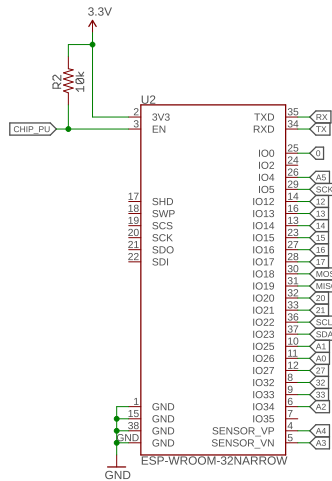 3.3V
R2
10k
CHIP_PU
U2
2 3V3
3 EN
17 SHD
18 SWP
19 SCS
20 SCK
21 SDO
22 SDI
1 GND
15 GND
38 GND
GND GND
GND
TXD 35 RX
RXD 34 TX
IO0 25 0
IO2 24
IO4 26 A5
IO5 29 SCK
IO12 14 12
IO13 16 13
IO14 13 14
IO15 23 15
IO16 27 16
IO17 28 17
IO18 30 MOS
IO19 31 MISO
IO20 32 20
IO21 33 21
IO22 36 SCL
IO23 37 SDA
IO25 10 A1
IO26 11 A0
IO27 12 27
IO32 8 32
IO33 9 33
IO34 6 A2
IO35 7
SENSOR_VP 4 A4
SENSOR_VN 5 A3
ESP-WROOM-32NARROW